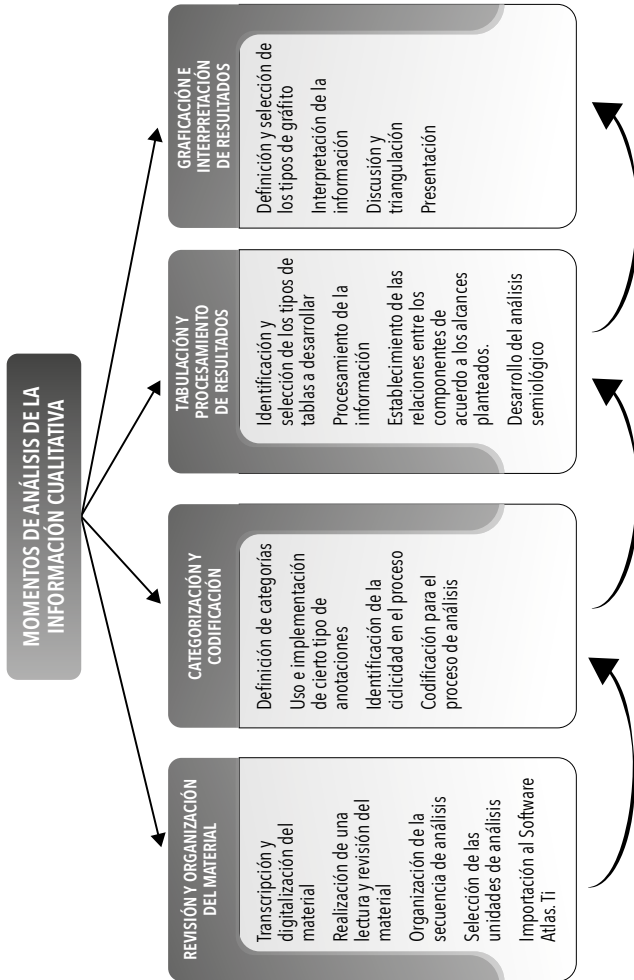 MOMENTOS DE ANÁLISIS DE LA
INFORMACIÓN CUALITATIVA
REVISIÓN Y ORGANIZACIÓN
DEL MATERIAL
Transcripción y
digitalización del
material
Realización de una
lectura y revisión del
material
Organización de la
secuencia de análisis
Selección de las
unidades de análisis
Importación al Software
Atlas. Ti
CATEGORIZACIÓN Y
CODIFICACIÓN
Definición de categorías
Uso e implementación
de cierto tipo de
anotaciones
Identificación de la
ciclicidad en el proceso
Codificación para el
proceso de análisis
TABULACIÓN Y
PROCESAMIENTO
DE RESULTADOS
Identificación y
selección de los tipos de
tablas a desarrollar
Procesamiento de la
información
Establecimiento de las
relaciones entre los
componentes de
acuerdo a los alcances
planteados.
Desarrollo del análisis
semiológico
GRAFICACIÓN E
INTERPRETACIÓN
DE RESULTADOS
Definición y selección de
los tipos de gráfito
Interpretación de la
información
Discusión y
triangulación
Presentación